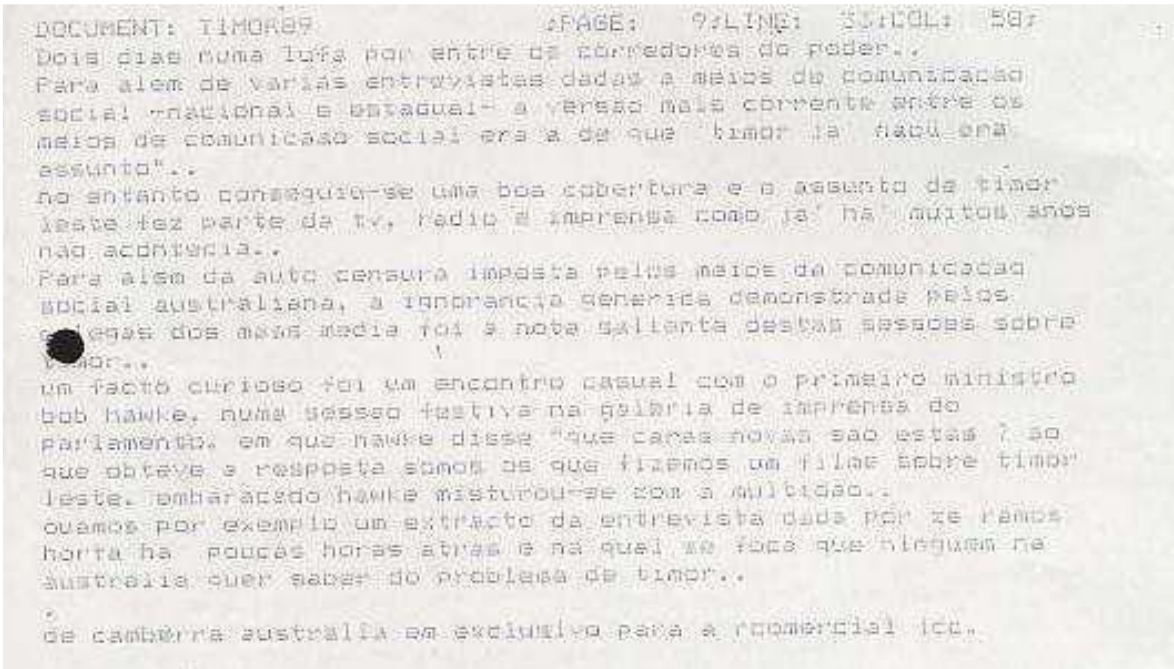 DOCUMENT: TIMOR89 ;PAGE: 9;LINE: 33;COL: 58;
Dois dias numa lufa por entre os corredores do poder..
Para alem de varias entrevistas dadas a meios de comunicacao
social -nacional e estadual- a versao mais corrente entre os
meios de comunicaao social era a de que 'timor ja' era
assunto"..
no entanto conseguiu-se uma boa cobertura e o assunto de timor
leste fez parte da tv, radio e imprensa como ja' ha' muitos anos
nao acontecia..
Para alem da auto censura imposta pelos meios de comunicacao
social australiana, a ignorancia generica demonstrada pelos
dos mass media foi a nota saliente destas sessoes sobre
timor..
um facto curioso foi um encontro casual com o primeiro ministro
bob hawke, numa sessao festiva na galeria de imprensa do
parlamento, em que hawke disse "que caras novas sao estas ? ao
que obteve a resposta somos os que fizemos um filme sobre timor
leste. embaracado hawke misturou-se com a multidao..
oucamos por exemplo um extracto da entrevista dada por ze ramos
horta ha poucas horas atras e na qual se foca que ninguem na
australia quer saber do problema de timor..
.
de camberra australia em exclusivo para a rcomercial jcc.